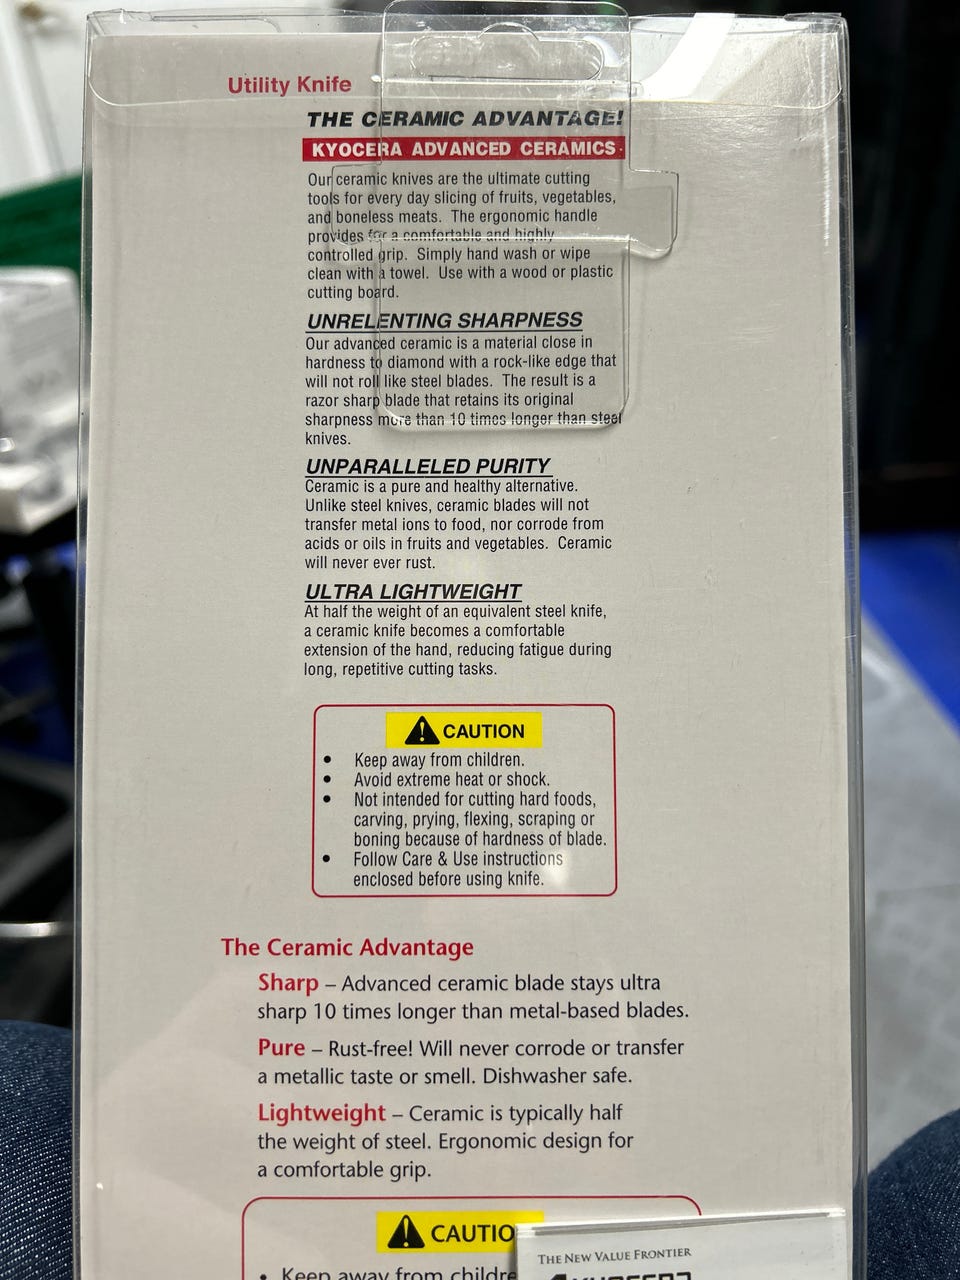 Utility Knife
THE CERAMIC ADVANTAGE!
KYOCERA ADVANCED CERAMICS
Our ceramic knives are the ultimate cutting
tools for every day slicing of fruits, vegetables,
and boneless meats. The ergonomic handle
provides for a comfortable and highly
controlled grip. Simply hand wash or wipe
clean with a towel. Use with a wood or plastic
cutting board.
UNRELENTING SHARPNESS
Our advanced ceramic is a material close in
hardness to diamond with a rock-like edge that
will not roll like steel blades. The result is a
razor sharp blade that retains its original
sharpness more than 10 times longer than steel
knives.
UNPARALLELED PURITY
Ceramic is a pure and healthy alternative.
Unlike steel knives, ceramic blades will not
transfer metal ions to food, nor corrode from
acids or oils in fruits and vegetables. Ceramic
will never ever rust.
ULTRA LIGHTWEIGHT
At half the weight of an equivalent steel knife,
a ceramic knife becomes a comfortable
extension of the hand, reducing fatigue during
long, repetitive cutting tasks.
CAUTION
• Keep away from children.
• Avoid extreme heat or shock.
• Not intended for cutting hard foods,
carving, prying, flexing, scraping or
boning because of hardness of blade.
• Follow Care & Use instructions
enclosed before using knife.
The Ceramic Advantage
Sharp – Advanced ceramic blade stays ultra
sharp 10 times longer than metal-based blades.
Pure – Rust-free! Will never corrode or transfer
a metallic taste or smell. Dishwasher safe.
Lightweight – Ceramic is typically half
the weight of steel. Ergonomic design for
a comfortable grip.
CAUTIO
THE NEW VALUE FRONTIER
• Keep away from childre